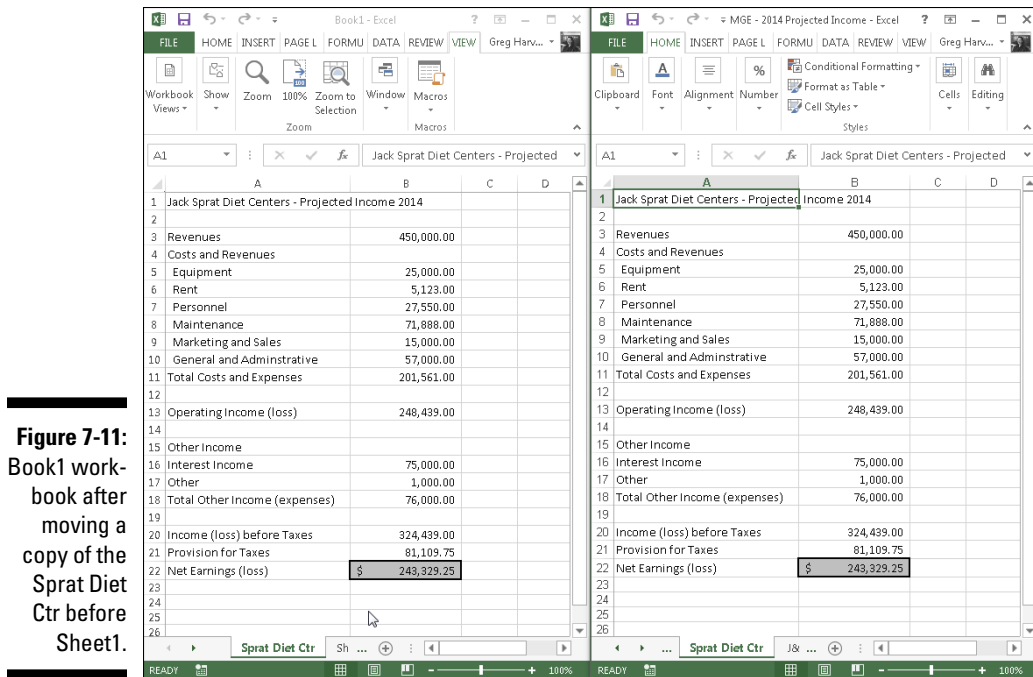 Book1 - Excel
FILE HOME INSERT PAGE L FORMU DATA REVIEW VIEW Greg Harv...
Workbook Views Show Zoom 100% Zoom to Selection Window Macros
Zoom Macros
A1 fx Jack Sprat Diet Centers - Projected
A B C D
1 Jack Sprat Diet Centers - Projected Income 2014
2
3 Revenues 450,000.00
4 Costs and Revenues
5 Equipment 25,000.00
6 Rent 5,123.00
7 Personnel 27,550.00
8 Maintenance 71,888.00
9 Marketing and Sales 15,000.00
10 General and Adminstrative 57,000.00
11 Total Costs and Expenses 201,561.00
12
13 Operating Income (loss) 248,439.00
14
15 Other Income
16 Interest Income 75,000.00
17 Other 1,000.00
18 Total Other Income (expenses) 76,000.00
19
20 Income (loss) before Taxes 324,439.00
21 Provision for Taxes 81,109.75
22 Net Earnings (loss) $ 243,329.25
23
24
25
26
Sprat Diet Ctr Sh ...
READY 100%
MGE - 2014 Projected Income - Excel
FILE HOME INSERT PAGE L FORMU DATA REVIEW VIEW Greg Harv...
Clipboard Font Alignment Number Conditional Formatting
Format as Table
Cell Styles
Cells Editing
Styles
A1 fx Jack Sprat Diet Centers - Projected
A B C D
1 Jack Sprat Diet Centers - Projected Income 2014
2
3 Revenues 450,000.00
4 Costs and Revenues
5 Equipment 25,000.00
6 Rent 5,123.00
7 Personnel 27,550.00
8 Maintenance 71,888.00
9 Marketing and Sales 15,000.00
10 General and Adminstrative 57,000.00
11 Total Costs and Expenses 201,561.00
12
13 Operating Income (loss) 248,439.00
14
15 Other Income
16 Interest Income 75,000.00
17 Other 1,000.00
18 Total Other Income (expenses) 76,000.00
19
20 Income (loss) before Taxes 324,439.00
21 Provision for Taxes 81,109.75
22 Net Earnings (loss) $ 243,329.25
23
24
25
26
... Sprat Diet Ctr J& ...
READY 100%
Figure 7-11:
Book1 work-
book after
moving a
copy of the
Sprat Diet
Ctr before
Sheet1.